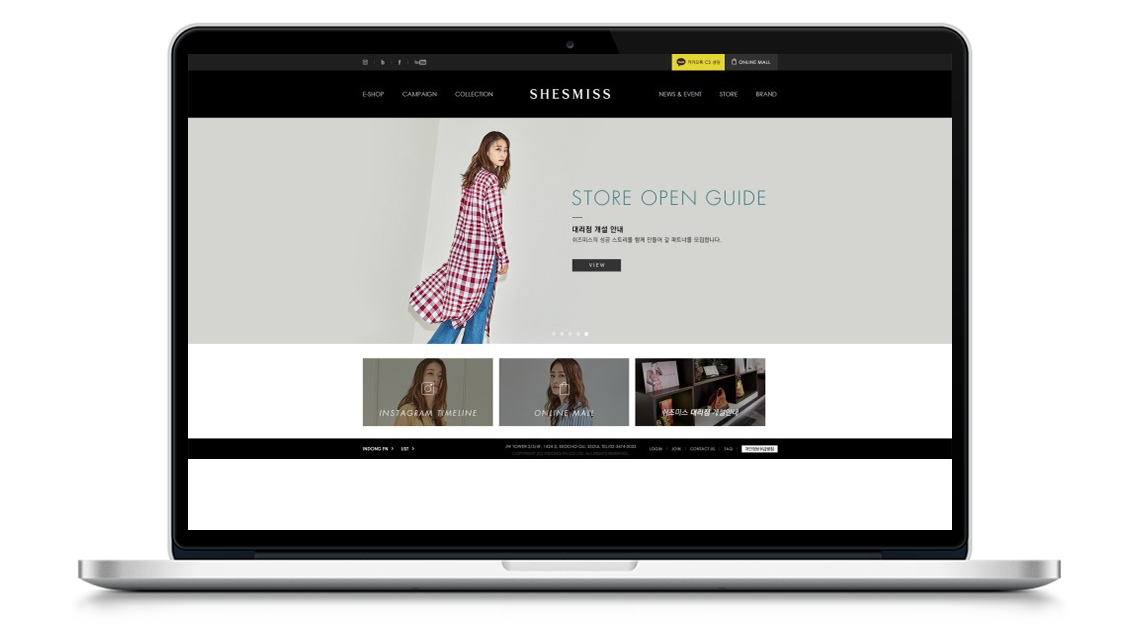 b
f
You Tube
카카오톡 CS 상담
ONLINE MALL
E-SHOP
CAMPAIGN
COLLECTION
SHESMISS
NEWS & EVENT
STORE
BRAND
STORE OPEN GUIDE
대리점 개설 안내
쉬즈미스의 성공 스토리를 함께 만들어 갈 파트너를 모집합니다.
VIEW
INSTAGRAM TIMELINE
ONLINE MALL
쉬즈미스 대리점 개설안내
INDONG FN >
LIST >
LOGIN
JOIN
CONTACT US
FAQ
개인정보취급방침